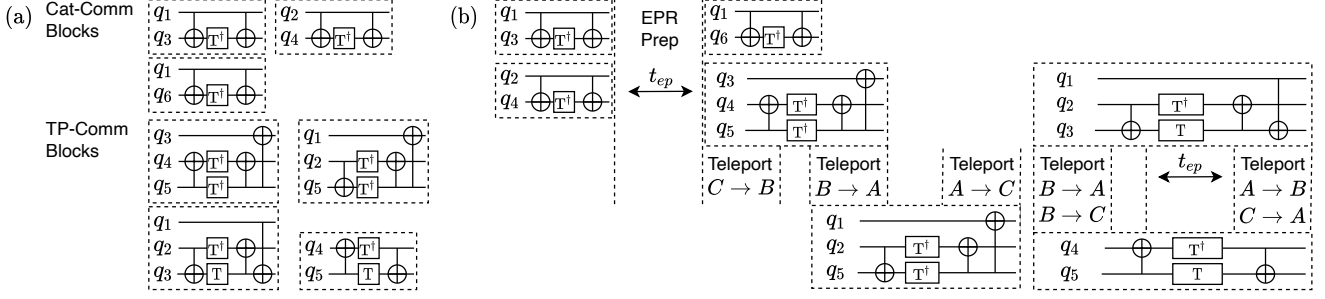 (a) Cat-Comm Blocks
q₁
q₃ T†
q₂
q₄ T†
q₁
q₆ T†
TP-Comm Blocks
q₃
q₄ T†
q₅ T†
q₁
q₂ T†
q₅ T†
q₁
q₂ T†
q₃ T
q₄ T†
q₅ T
(b)
q₁
q₃ T†
q₂
q₄ T†
EPR
Prep
t_ep
q₁
q₆ T†
q₃
q₄ T†
q₅ T†
Teleport
C → B
Teleport
B → A
Teleport
A → C
q₁
q₂ T†
q₅ T†
q₁
q₂ T†
q₃ T
Teleport
B → A
B → C
t_ep
Teleport
A → B
C → A
q₄ T†
q₅ T